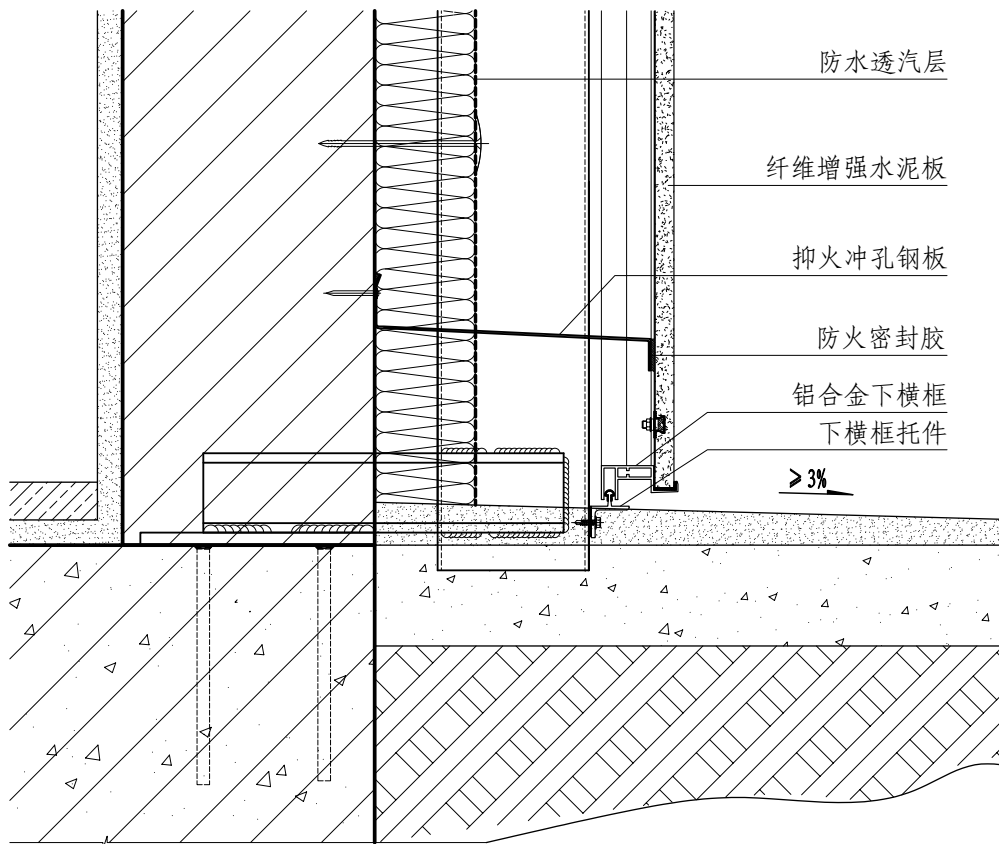 防水透汽层
纤维增强水泥板
抑火冲孔钢板
防火密封胶
铝合金下横框
下横框托件
≥3%